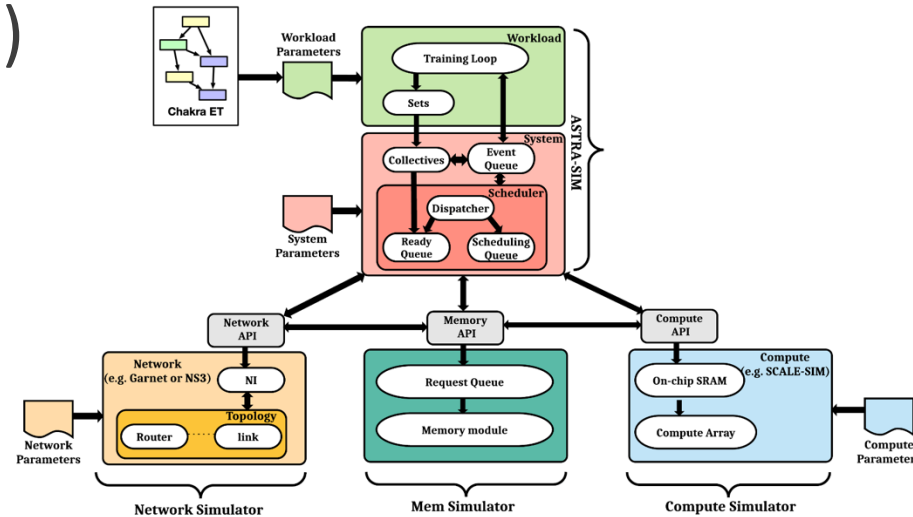 )
Chakra ET
Workload
Parameters
Workload
Training Loop
Sets
System
Collectives
Event
Queue
Scheduler
Dispatcher
Ready
Queue
Scheduling
Queue
System
Parameters
ASTRA-SIM
Network
API
Memory
API
Compute
API
Network
(e.g. Garnet or NS3)
NI
Topology
Router
link
Network
Parameters
Request Queue
Memory module
Compute
(e.g. SCALE-SIM)
On-chip SRAM
Compute Array
Compute
Parameter
Network Simulator
Mem Simulator
Compute Simulator